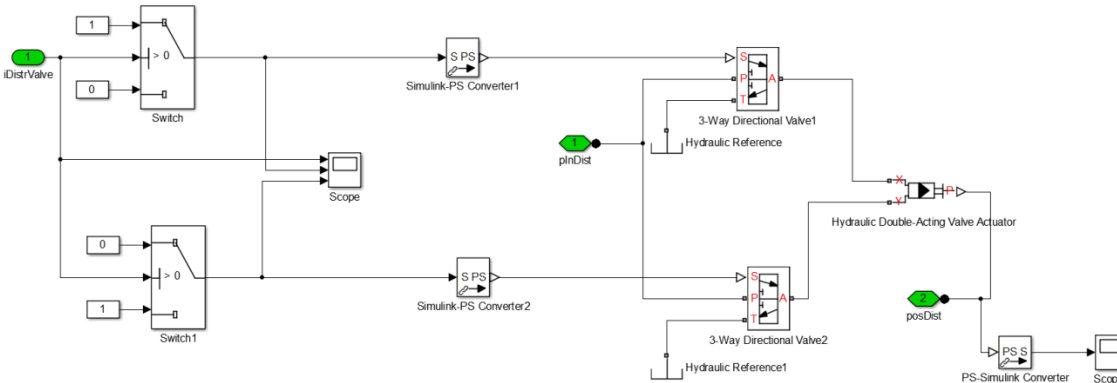 1
iDistrValve
1
0
> 0
Switch
S PS
Simulink-PS Converter1
S
P
A
T
3-Way Directional Valve1
Hydraulic Reference
1
pInDist
Scope
X
Y
P
Hydraulic Double-Acting Valve Actuator
0
1
> 0
Switch1
S PS
Simulink-PS Converter2
S
P
A
T
3-Way Directional Valve2
Hydraulic Reference1
2
posDist
PS S
PS-Simulink Converter
Scop